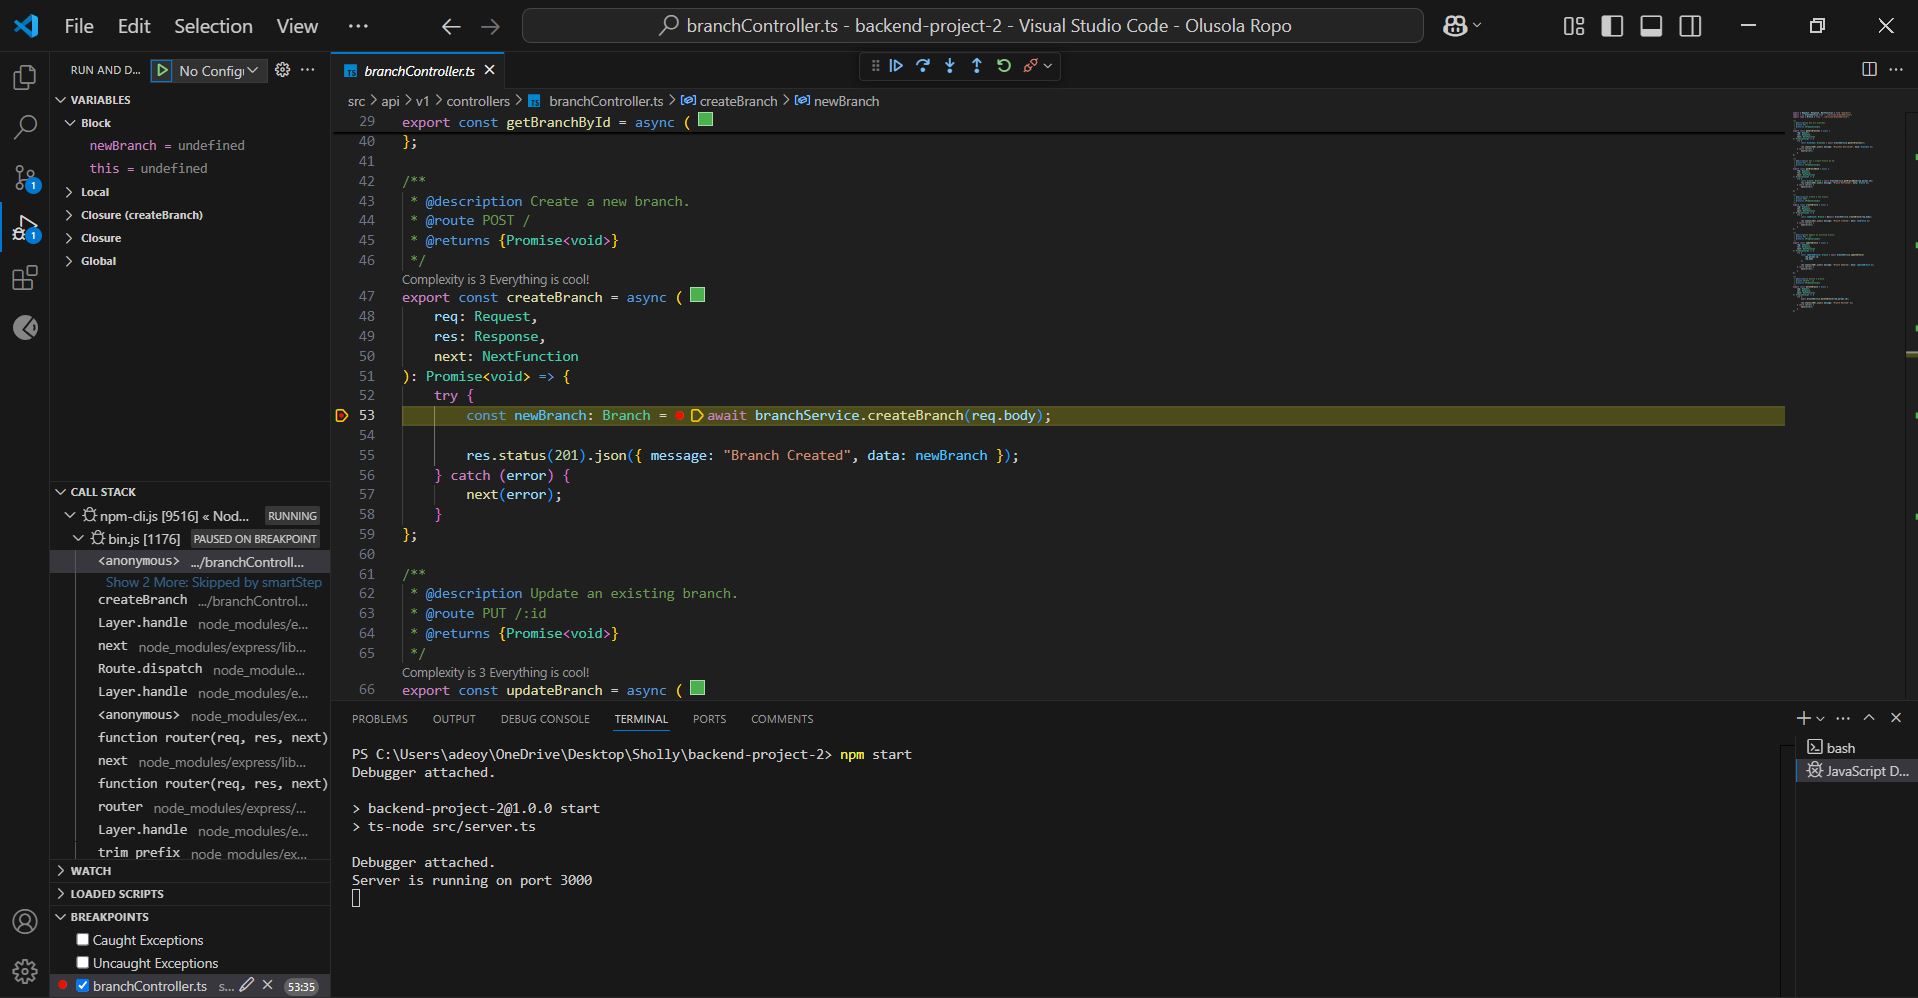 File Edit Selection View ··· branchController.ts - backend-project-2 - Visual Studio Code - Olusola Ropo
RUN AND D... No Config ···
VARIABLES
Block
newBranch = undefined
this = undefined
Local
Closure (createBranch)
Closure
Global
CALL STACK
npm-cli.js [9516] « Nod... RUNNING
bin.js [1176] PAUSED ON BREAKPOINT
<anonymous> .../branchControll...
Show 2 More: Skipped by smartStep
createBranch .../branchControl...
Layer.handle node_modules/e...
next node_modules/express/lib...
Route.dispatch node_module...
Layer.handle node_modules/e...
<anonymous> node_modules/ex...
function router(req, res, next)
next node_modules/express/lib...
function router(req, res, next)
router node_modules/express/...
Layer.handle node_modules/e...
trim_prefix node_modules/ex...
WATCH
LOADED SCRIPTS
BREAKPOINTS
Caught Exceptions
Uncaught Exceptions
branchController.ts s... 53:35
1
1
TS branchController.ts
src > api > v1 > controllers > TS branchController.ts > createBranch > newBranch
29 export const getBranchById = async (
40 };
41
42 /**
43 * @description Create a new branch.
44 * @route POST /
45 * @returns {Promise<void>}
46 */
Complexity is 3 Everything is cool!
47 export const createBranch = async (
48 req: Request,
49 res: Response,
50 next: NextFunction
51 ): Promise<void> => {
52 try {
53 const newBranch: Branch = await branchService.createBranch(req.body);
54
55 res.status(201).json({ message: "Branch Created", data: newBranch });
56 } catch (error) {
57 next(error);
58 }
59 };
60
61 /**
62 * @description Update an existing branch.
63 * @route PUT /:id
64 * @returns {Promise<void>}
65 */
Complexity is 3 Everything is cool!
66 export const updateBranch = async (
PROBLEMS OUTPUT DEBUG CONSOLE TERMINAL PORTS COMMENTS
PS C:\Users\adeoy\OneDrive\Desktop\Sholly\backend-project-2> npm start
Debugger attached.
> backend-project-2@1.0.0 start
> ts-node src/server.ts
Debugger attached.
Server is running on port 3000
bash
JavaScript D...